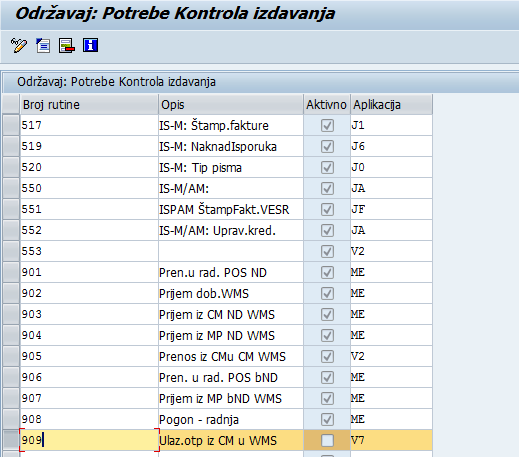 Održavaj: Potrebe Kontrola izdavanja
Održavaj: Potrebe Kontrola izdavanja
Broj rutine Opis Aktivno Aplikacija
517 IS-M: Štamp.fakture J1
519 IS-M: NaknadIsporuka J6
520 IS-M: Tip pisma J0
550 IS-M/AM: JA
551 ISPAM ŠtampFakt.VESR JF
552 IS-M/AM: Uprav.kred. JA
553 V2
901 Pren.u rad. POS ND ME
902 Prijem dob.WMS ME
903 Prijem iz CM ND WMS ME
904 Prijem iz MP ND WMS ME
905 Prenos iz CMu CM WMS V2
906 Pren. u rad. POS bND ME
907 Prijem iz MP bND WMS ME
908 Pogon - radnja ME
909 Ulaz.otp iz CM u WMS V7